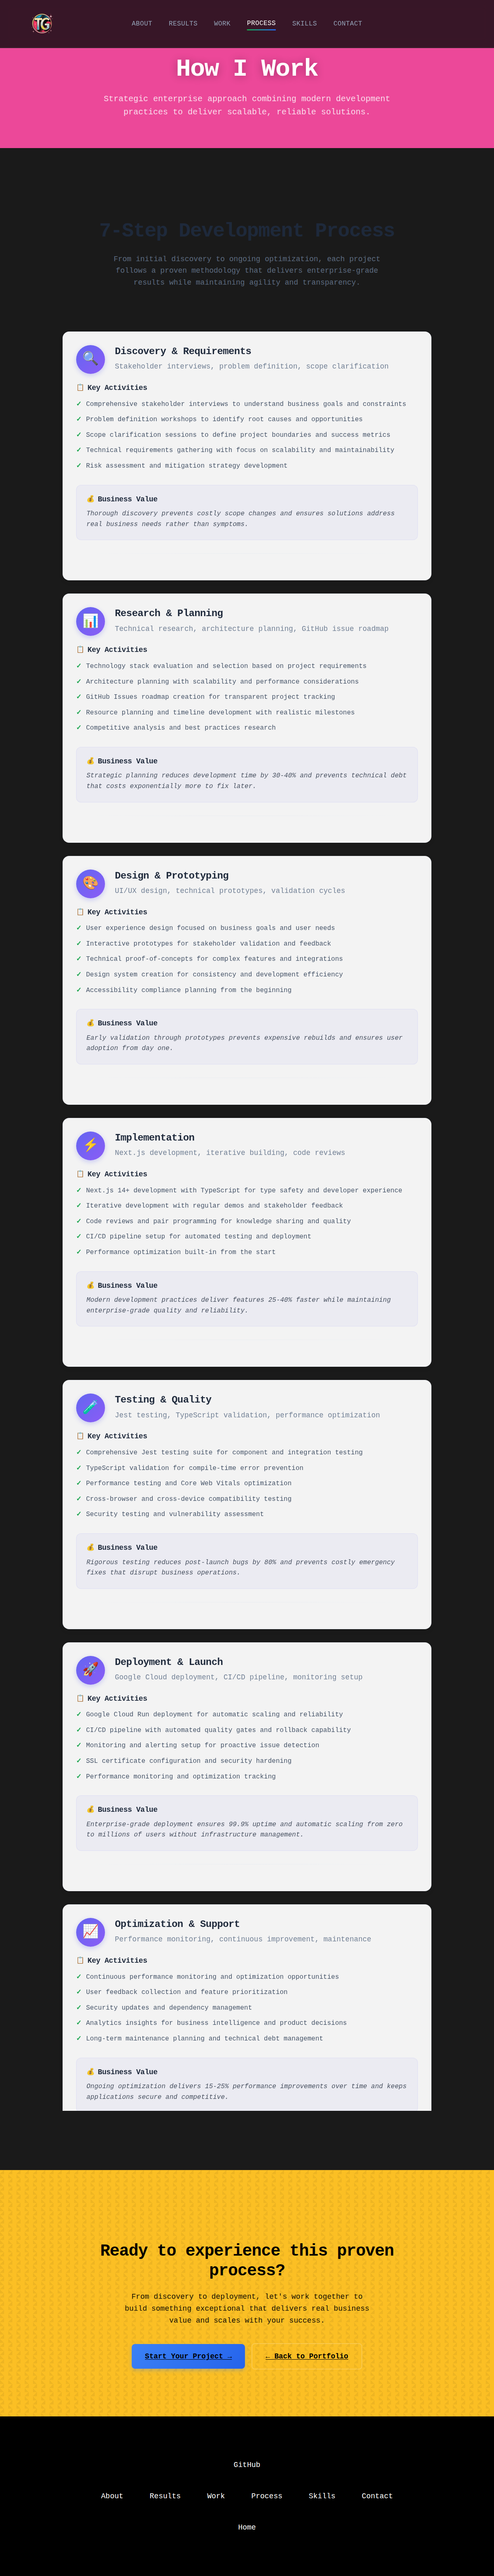 TG
ABOUT RESULTS WORK PROCESS SKILLS CONTACT
How I Work
Strategic enterprise approach combining modern development
practices to deliver scalable, reliable solutions.
7-Step Development Process
From initial discovery to ongoing optimization, each project
follows a proven methodology that delivers enterprise-grade
results while maintaining agility and transparency.
Discovery & Requirements
Stakeholder interviews, problem definition, scope clarification
Key Activities
✓ Comprehensive stakeholder interviews to understand business goals and constraints
✓ Problem definition workshops to identify root causes and opportunities
✓ Scope clarification sessions to define project boundaries and success metrics
✓ Technical requirements gathering with focus on scalability and maintainability
✓ Risk assessment and mitigation strategy development
Business Value
Thorough discovery prevents costly scope changes and ensures solutions address
real business needs rather than symptoms.
Research & Planning
Technical research, architecture planning, GitHub issue roadmap
Key Activities
✓ Technology stack evaluation and selection based on project requirements
✓ Architecture planning with scalability and performance considerations
✓ GitHub Issues roadmap creation for transparent project tracking
✓ Resource planning and timeline development with realistic milestones
✓ Competitive analysis and best practices research
Business Value
Strategic planning reduces development time by 30-40% and prevents technical debt
that costs exponentially more to fix later.
Design & Prototyping
UI/UX design, technical prototypes, validation cycles
Key Activities
✓ User experience design focused on business goals and user needs
✓ Interactive prototypes for stakeholder validation and feedback
✓ Technical proof-of-concepts for complex features and integrations
✓ Design system creation for consistency and development efficiency
✓ Accessibility compliance planning from the beginning
Business Value
Early validation through prototypes prevents expensive rebuilds and ensures user
adoption from day one.
Implementation
Next.js development, iterative building, code reviews
Key Activities
✓ Next.js 14+ development with TypeScript for type safety and developer experience
✓ Iterative development with regular demos and stakeholder feedback
✓ Code reviews and pair programming for knowledge sharing and quality
✓ CI/CD pipeline setup for automated testing and deployment
✓ Performance optimization built-in from the start
Business Value
Modern development practices deliver features 25-40% faster while maintaining
enterprise-grade quality and reliability.
Testing & Quality
Jest testing, TypeScript validation, performance optimization
Key Activities
✓ Comprehensive Jest testing suite for component and integration testing
✓ TypeScript validation for compile-time error prevention
✓ Performance testing and Core Web Vitals optimization
✓ Cross-browser and cross-device compatibility testing
✓ Security testing and vulnerability assessment
Business Value
Rigorous testing reduces post-launch bugs by 80% and prevents costly emergency
fixes that disrupt business operations.
Deployment & Launch
Google Cloud deployment, CI/CD pipeline, monitoring setup
Key Activities
✓ Google Cloud Run deployment for automatic scaling and reliability
✓ CI/CD pipeline with automated quality gates and rollback capability
✓ Monitoring and alerting setup for proactive issue detection
✓ SSL certificate configuration and security hardening
✓ Performance monitoring and optimization tracking
Business Value
Enterprise-grade deployment ensures 99.9% uptime and automatic scaling from zero
to millions of users without infrastructure management.
Optimization & Support
Performance monitoring, continuous improvement, maintenance
Key Activities
✓ Continuous performance monitoring and optimization opportunities
✓ User feedback collection and feature prioritization
✓ Security updates and dependency management
✓ Analytics insights for business intelligence and product decisions
✓ Long-term maintenance planning and technical debt management
Business Value
Ongoing optimization delivers 15-25% performance improvements over time and keeps
applications secure and competitive.
Ready to experience this proven
process?
From discovery to deployment, let's work together to
build something exceptional that delivers real business
value and scales with your success.
Start Your Project →
← Back to Portfolio
GitHub
About Results Work Process Skills Contact
Home